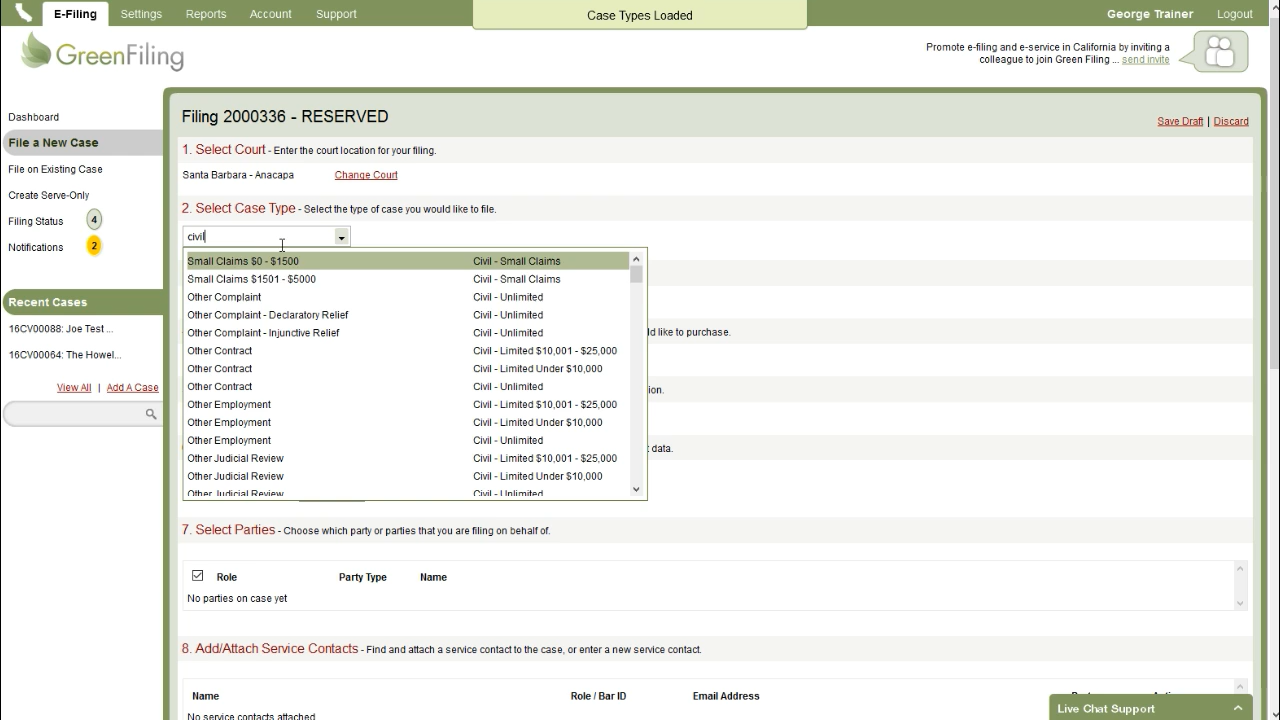 E-Filing Settings Reports Account Support Case Types Loaded George Trainer Logout
GreenFiling
Promote e-filing and e-service in California by inviting a
colleague to join Green Filing ... send invite
Dashboard
File a New Case
File on Existing Case
Create Serve-Only
Filing Status 4
Notifications 2
Recent Cases
16CV00088: Joe Test ...
16CV00064: The Howel...
View All | Add A Case
Filing 2000336 - RESERVED
Save Draft | Discard
1. Select Court - Enter the court location for your filing.
Santa Barbara - Anacapa Change Court
2. Select Case Type - Select the type of case you would like to file.
civil
Small Claims $0 - $1500 Civil - Small Claims
Small Claims $1501 - $5000 Civil - Small Claims
Other Complaint Civil - Unlimited
Other Complaint - Declaratory Relief Civil - Unlimited
Other Complaint - Injunctive Relief Civil - Unlimited
Other Contract Civil - Limited $10,001 - $25,000
Other Contract Civil - Limited Under $10,000
Other Contract Civil - Unlimited
Other Employment Civil - Limited $10,001 - $25,000
Other Employment Civil - Limited Under $10,000
Other Employment Civil - Unlimited
Other Judicial Review Civil - Limited $10,001 - $25,000
Other Judicial Review Civil - Limited Under $10,000
Other Judicial Review Civil - Unlimited
ld like to purchase.
ion.
t data.
7. Select Parties - Choose which party or parties that you are filing on behalf of.
Role Party Type Name
No parties on case yet
8. Add/Attach Service Contacts - Find and attach a service contact to the case, or enter a new service contact.
Name Role / Bar ID Email Address
No service contacts attached
Live Chat Support